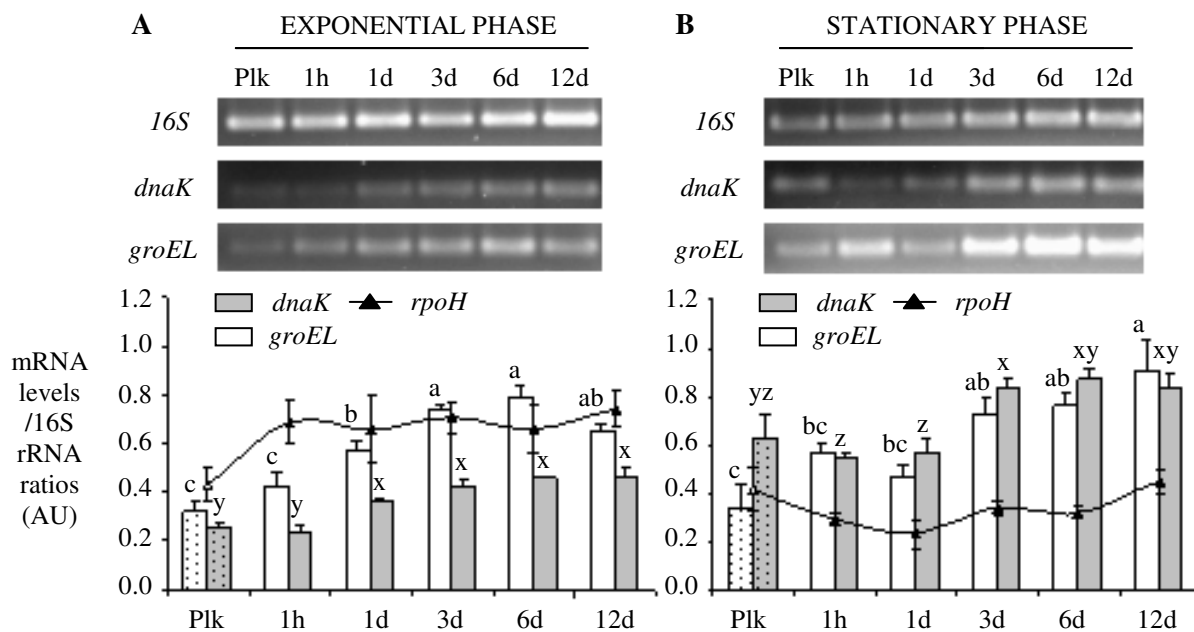 A EXPONENTIAL PHASE
Plk 1h 1d 3d 6d 12d
16S
dnaK
groEL
B STATIONARY PHASE
Plk 1h 1d 3d 6d 12d
16S
dnaK
groEL
mRNA
levels
/16S
rRNA
ratios
(AU)
1.2
1.0
0.8
0.6
0.4
0.2
0.0
dnaK rpoH
groEL
c y c y b x a x a x ab x
Plk 1h 1d 3d 6d 12d
1.2
1.0
0.8
0.6
0.4
0.2
0.0
dnaK rpoH
groEL
c yz bc z bc z ab x ab xy a xy
Plk 1h 1d 3d 6d 12d